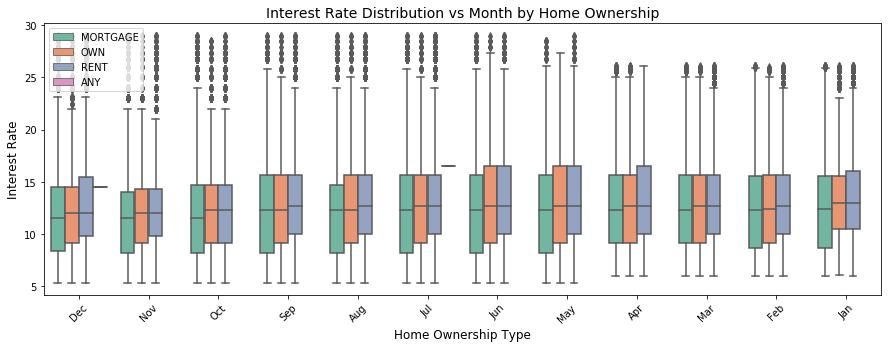 Interest Rate Distribution vs Month by Home Ownership
MORTGAGE
OWN
RENT
ANY
Interest Rate
30
25
20
15
10
5
Dec
Nov
Oct
Sep
Aug
Jul
Jun
May
Apr
Mar
Feb
Jan
Home Ownership Type